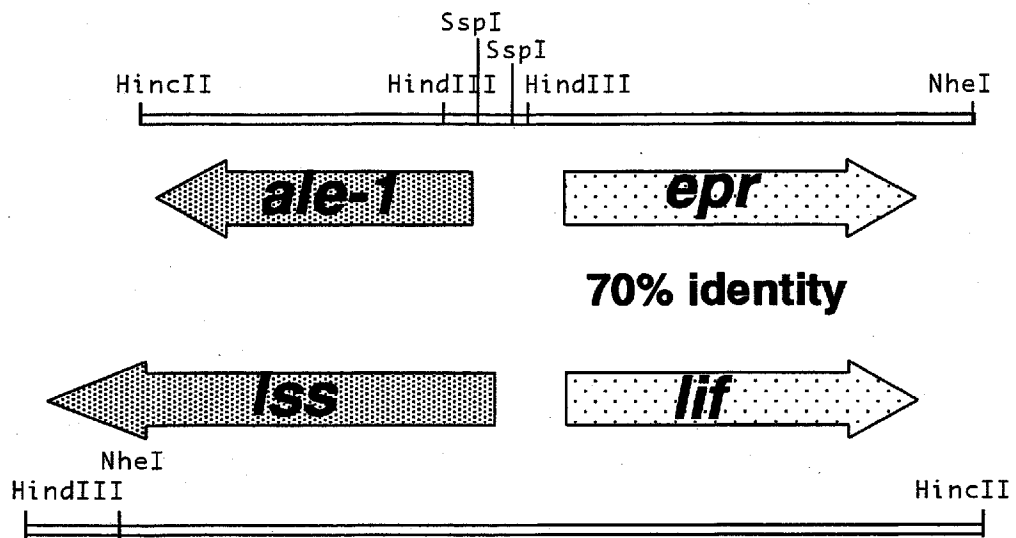 SspI
SspI
HincII HindIII HindIII NheI
ale-1 epr
70% identity
lss lif
NheI
HindIII HincII